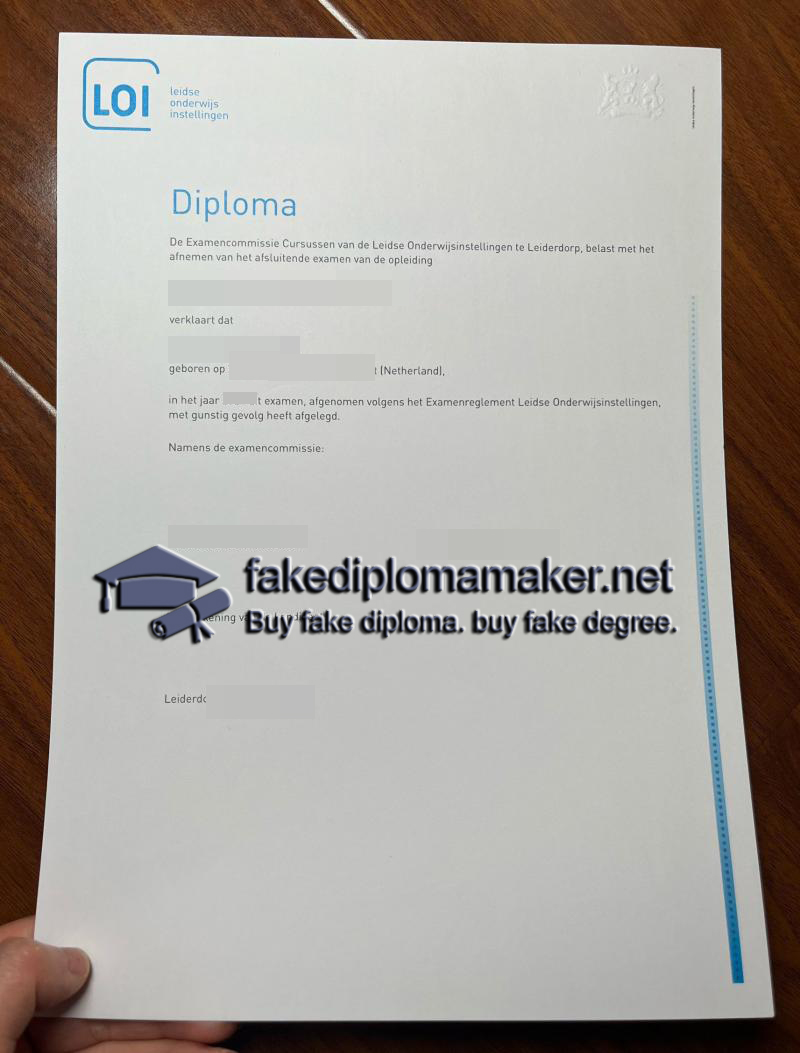 LOI
leidse
onderwijs
instellingen
Diploma
De Examencommissie Cursussen van de Leidse Onderwijsinstellingen te Leiderdorp, belast met het
afnemen van het afsluitende examen van de opleiding
verklaart dat
geboren op t (Netherland),
in het jaar t examen, afgenomen volgens het Examenreglement Leidse Onderwijsinstellingen,
met gunstig gevolg heeft afgelegd.
Namens de examencommissie:
fakediplomamaker.net
Buy fake diploma. buy fake degree.